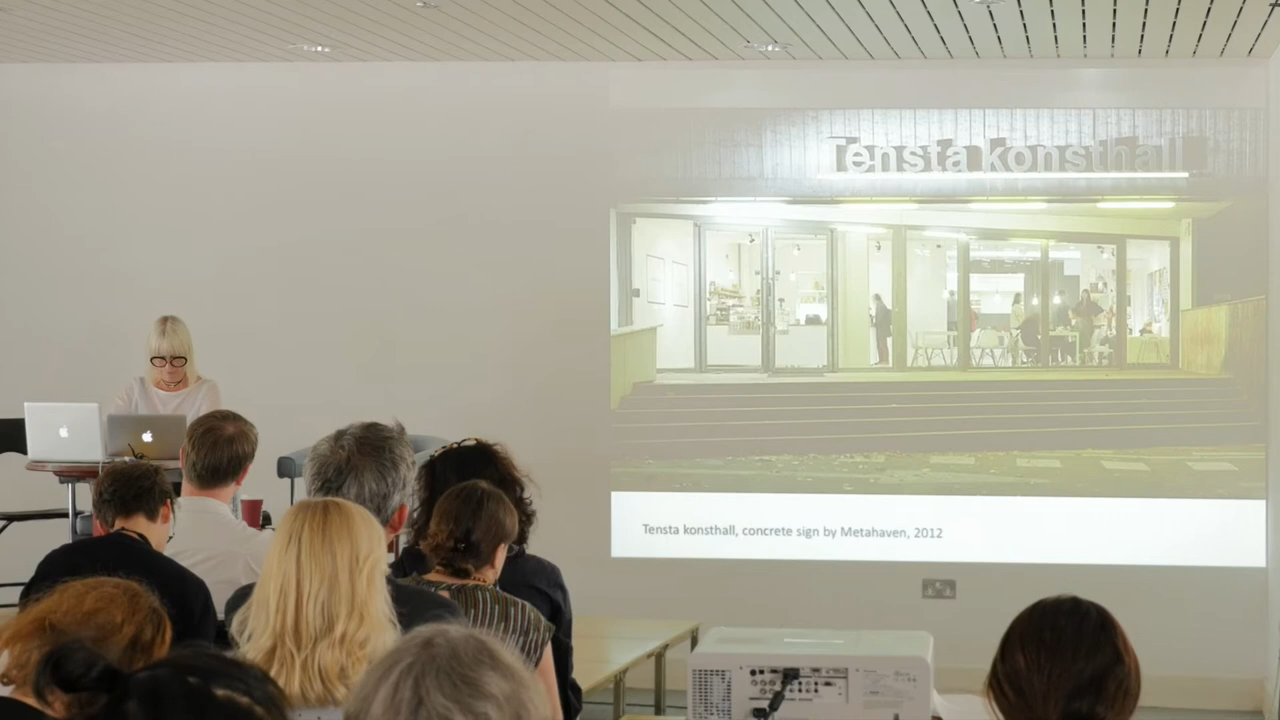 Tensta konsthall
Tensta konsthall, concrete sign by Metahaven, 2012